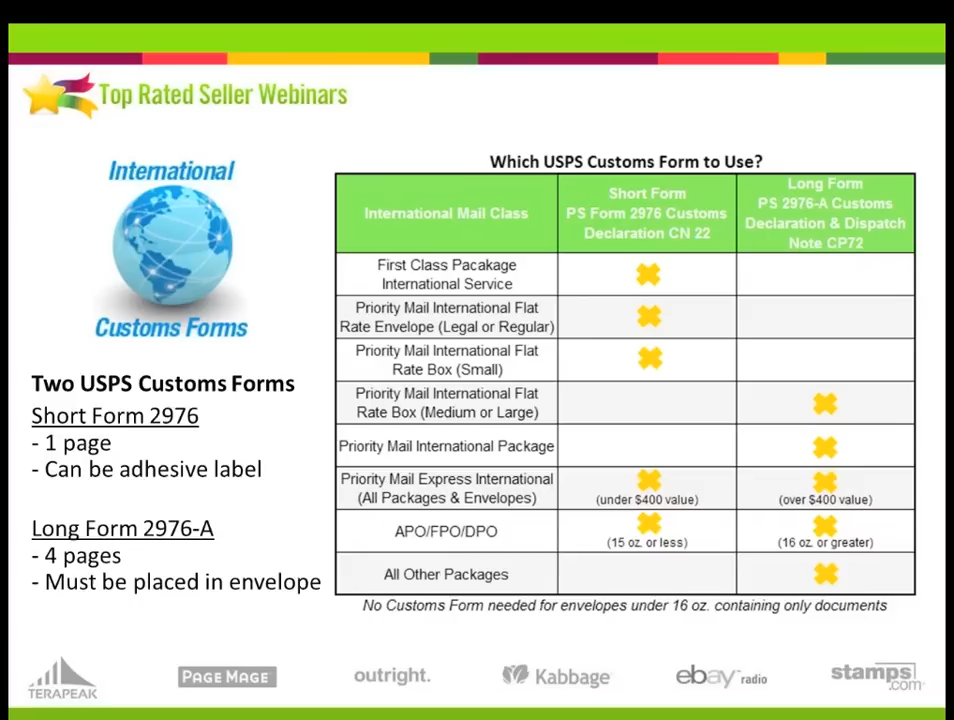 Top Rated Seller Webinars
International
Customs Forms
Two USPS Customs Forms
Short Form 2976
- 1 page
- Can be adhesive label
Long Form 2976-A
- 4 pages
- Must be placed in envelope
Which USPS Customs Form to Use?
International Mail Class
Short Form
PS Form 2976 Customs
Declaration CN 22
Long Form
PS 2976-A Customs
Declaration & Dispatch
Note CP72
First Class Pacakage
International Service
Priority Mail International Flat
Rate Envelope (Legal or Regular)
Priority Mail International Flat
Rate Box (Small)
Priority Mail International Flat
Rate Box (Medium or Large)
Priority Mail International Package
Priority Mail Express International
(All Packages & Envelopes)
(under $400 value)
(over $400 value)
APO/FPO/DPO
(15 oz. or less)
(16 oz. or greater)
All Other Packages
No Customs Form needed for envelopes under 16 oz. containing only documents
TERAPEAK
PAGE MAGE
outright.
Kabbage
ebay radio
stamps.com